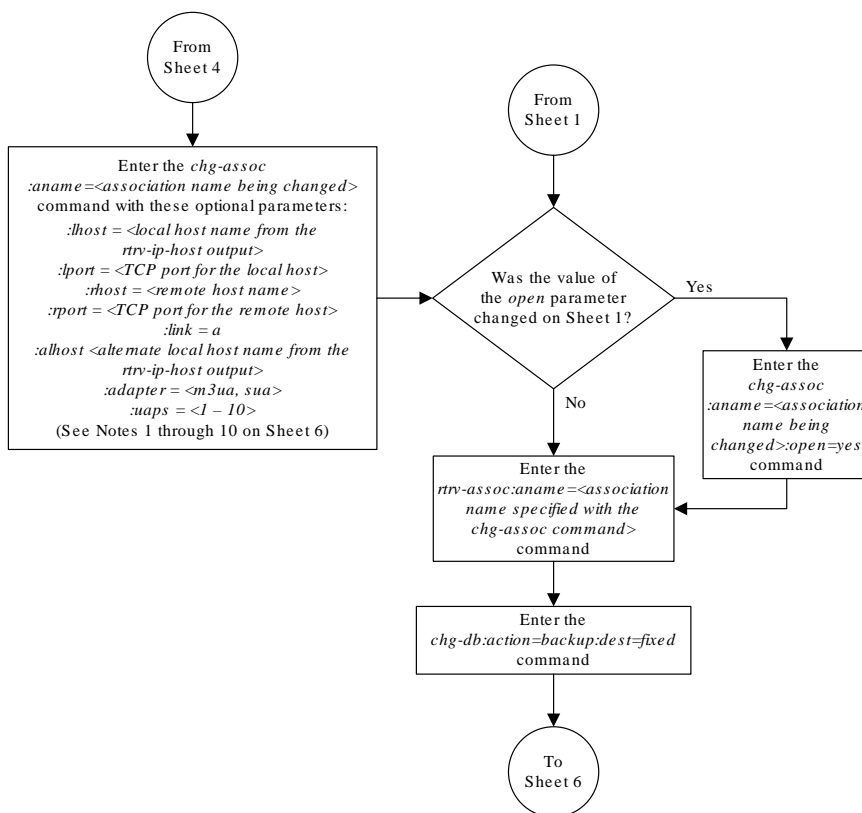 From
Sheet 4
Enter the chg-assoc
:aname=<association name being changed>
command with these optional parameters:
:lhost = <local host name from the
rtrv-ip-host output>
:lport = <TCP port for the local host>
:rhost = <remote host name>
:rport = <TCP port for the remote host>
:link = a
:alhost <alternate local host name from the
rtrv-ip-host output>
:adapter = <m3ua, sua>
:uaps = <1 – 10>
(See Notes 1 through 10 on Sheet 6)
From
Sheet 1
Was the value of
the open parameter
changed on Sheet 1?
Yes
No
Enter the
chg-assoc
:aname=<association
name being
changed>:open=yes
command
Enter the
rtrv-assoc:aname=<association
name specified with the
chg-assoc command>
command
Enter the
chg-db:action=backup:dest=fixed
command
To
Sheet 6